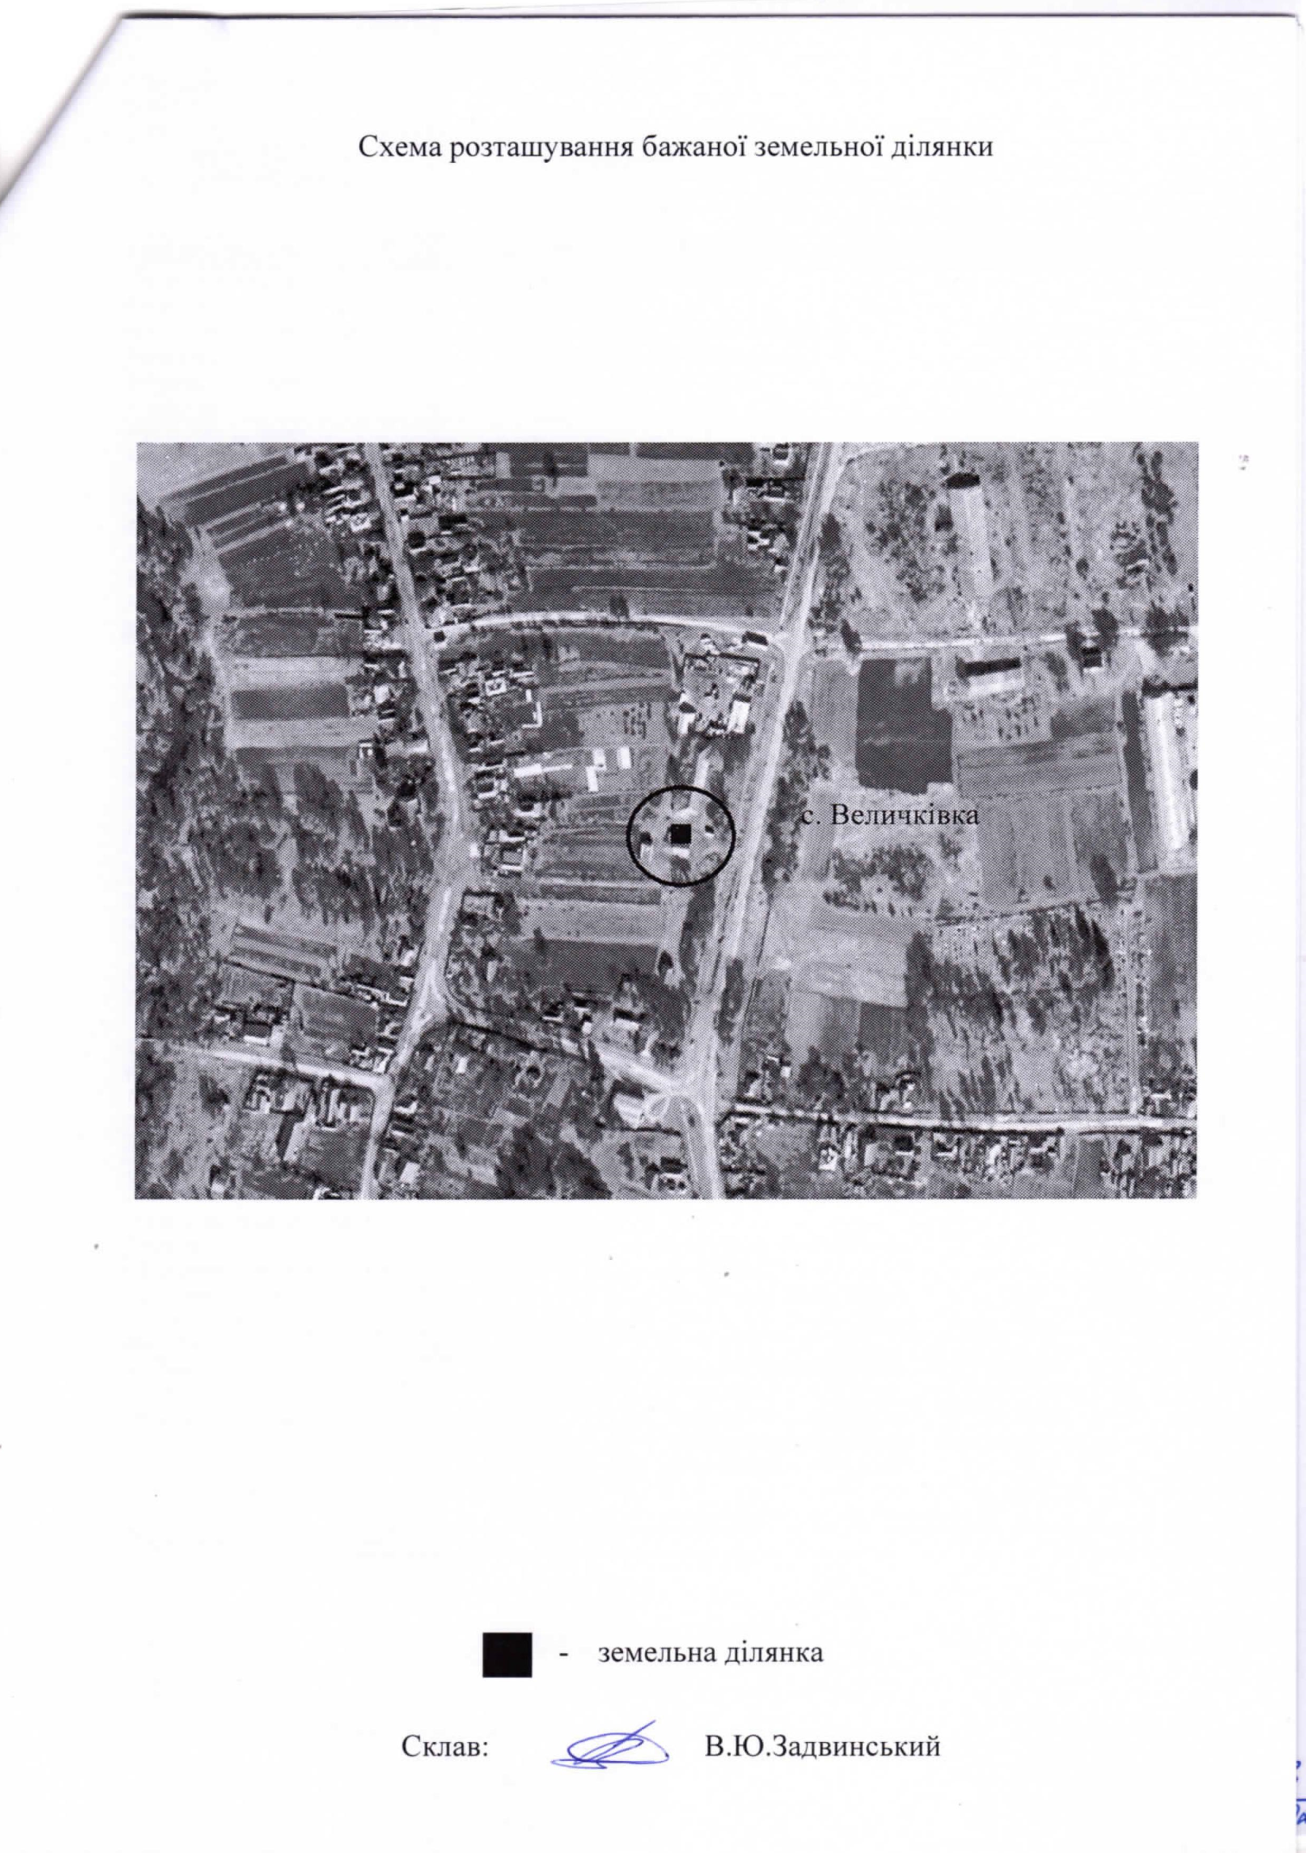 Схема розташування бажаної земельної ділянки
с. Величківка
- земельна ділянка
Склав: В.Ю.Задвинський